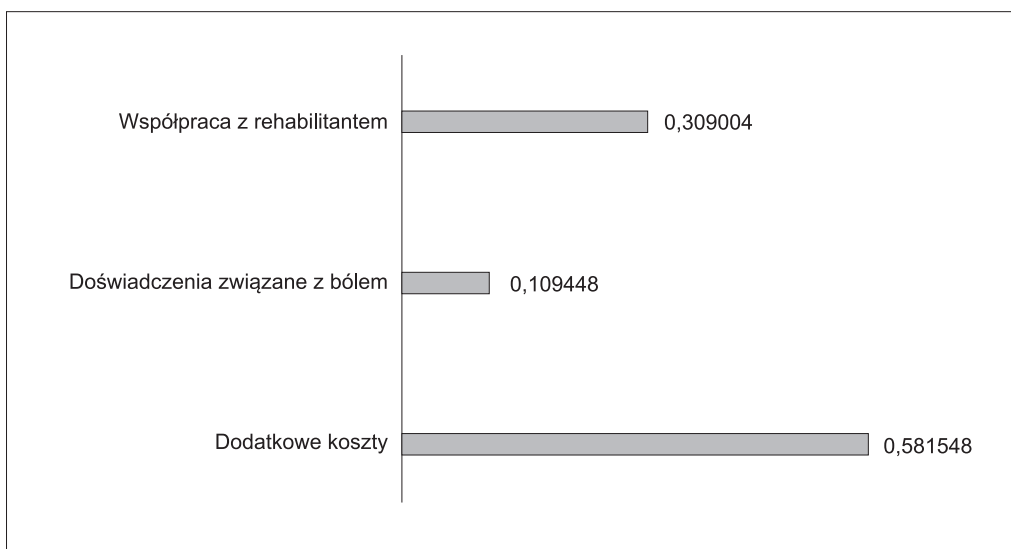 Współpraca z rehabilitantem 0,309004
Doświadczenia związane z bólem 0,109448
Dodatkowe koszty 0,581548